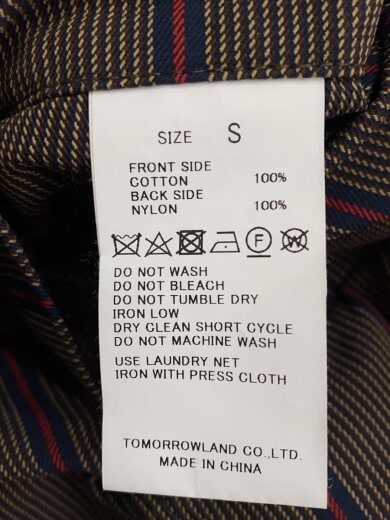 SIZE S
FRONT SIDE
COTTON 100%
BACK SIDE
NYLON 100%
F W
DO NOT WASH
DO NOT BLEACH
DO NOT TUMBLE DRY
IRON LOW
DRY CLEAN SHORT CYCLE
DO NOT MACHINE WASH
USE LAUNDRY NET
IRON WITH PRESS CLOTH
TOMORROWLAND CO.,LTD.
MADE IN CHINA